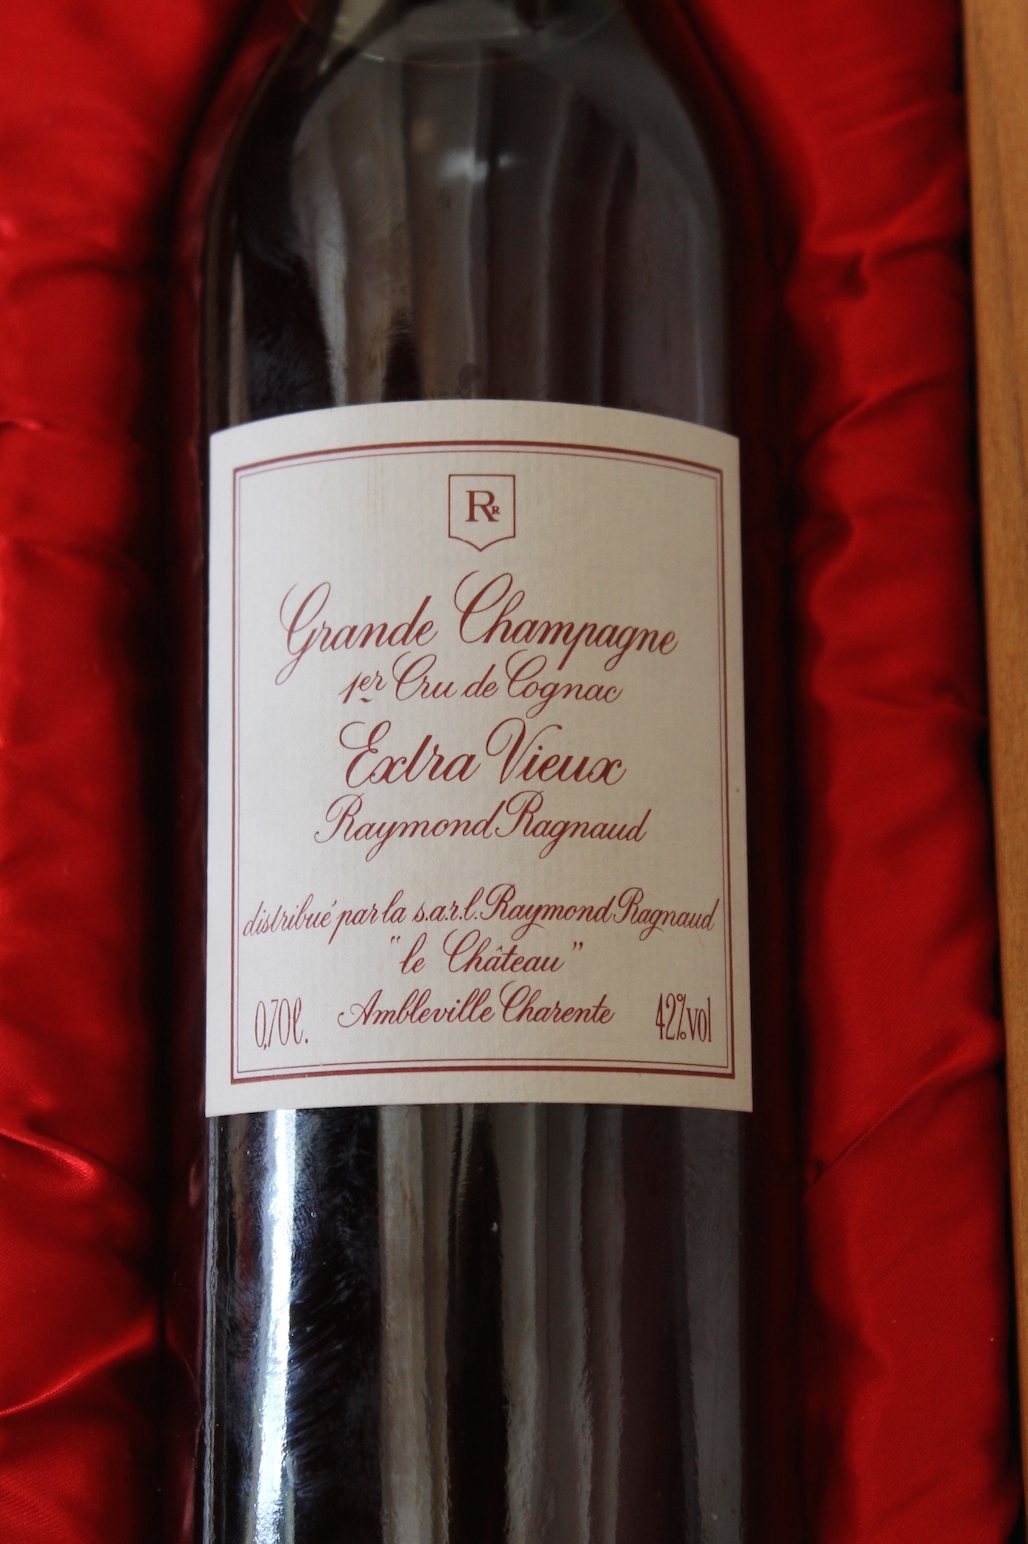 RR
Grande Champagne
1er Cru de Cognac
Extra Vieux
Raymond Ragnaud
distribué par la s.a.r.l. Raymond Ragnaud
"le Château"
0,70l. Ambleville Charente 42%vol